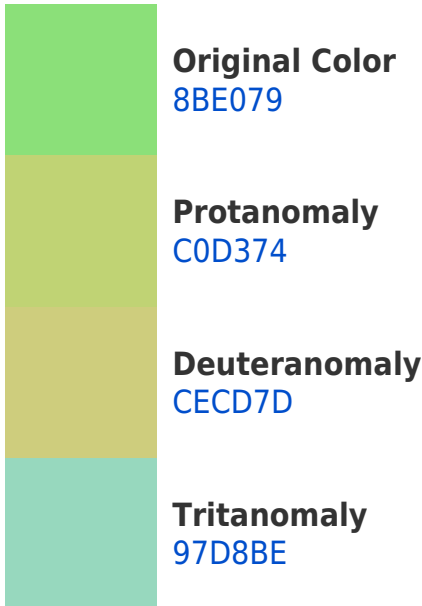 Original Color
8BE079
Protanomaly
C0D374
Deuteranomaly
CECD7D
Tritanomaly
97D8BE